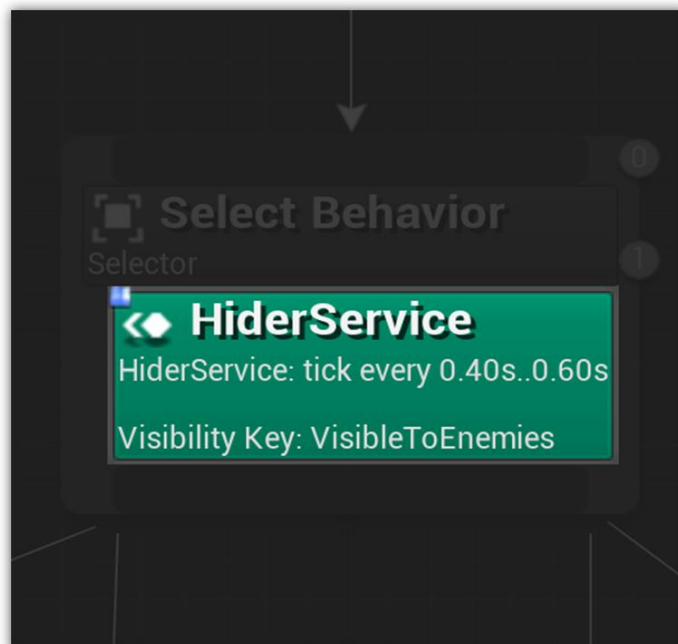 0
Select Behavior
Selector
1
HiderService
HiderService: tick every 0.40s..0.60s
Visibility Key: VisibleToEnemies